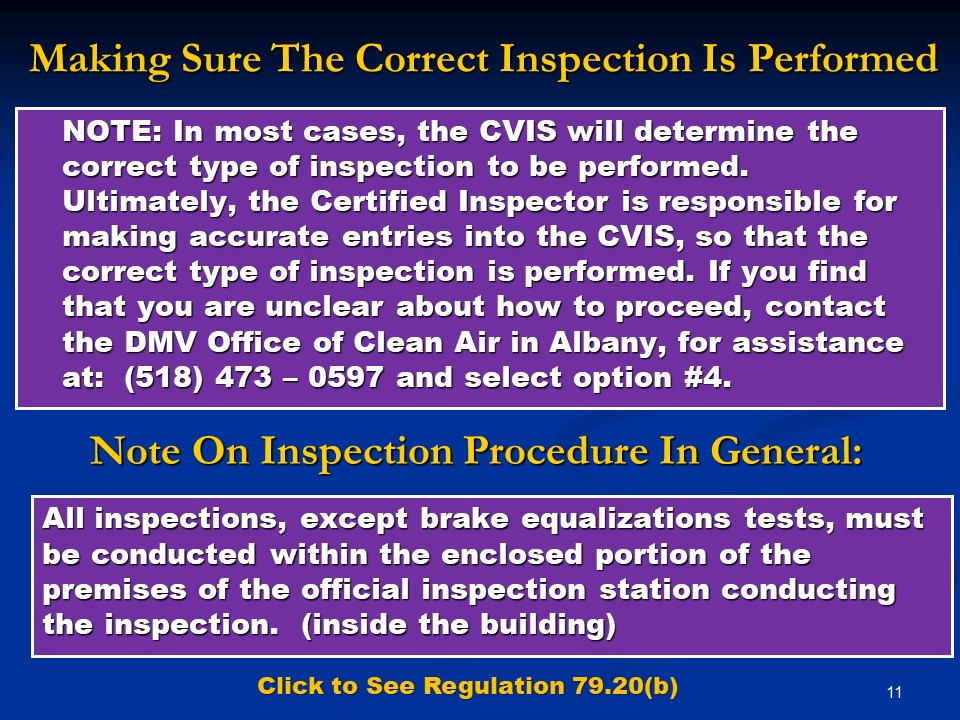 Making Sure The Correct Inspection Is Performed
NOTE: In most cases, the CVIS will determine the
correct type of inspection to be performed.
Ultimately, the Certified Inspector is responsible for
making accurate entries into the CVIS, so that the
correct type of inspection is performed. If you find
that you are unclear about how to proceed, contact
the DMV Office of Clean Air in Albany, for assistance
at:  (518) 473 – 0597 and select option #4.
Note On Inspection Procedure In General:
All inspections, except brake equalizations tests, must
be conducted within the enclosed portion of the
premises of the official inspection station conducting
the inspection.  (inside the building)
Click to See Regulation 79.20(b)
11